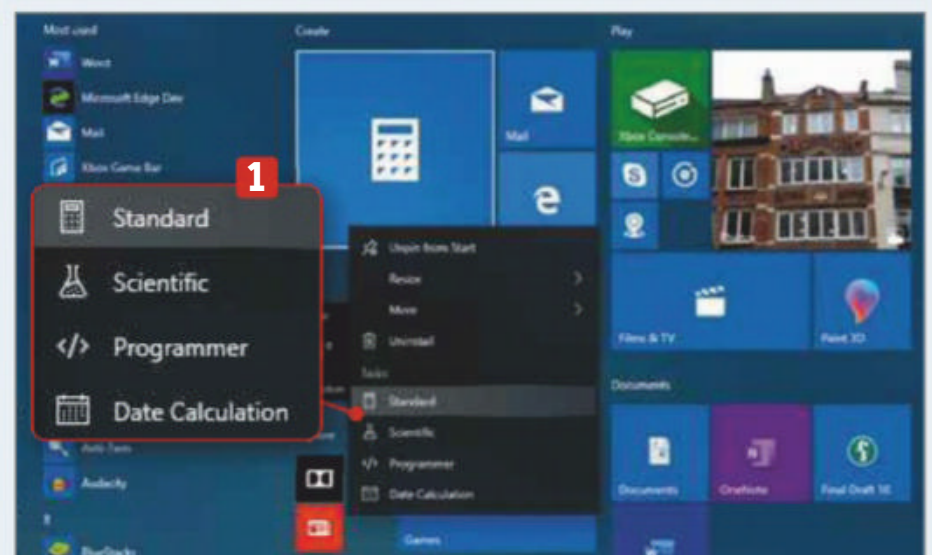 Most used
Create
Play
Word
Microsoft Edge Dev
Mail
Xbox Game Bar
Mail
Xbox Console...
1
Standard
Scientific
Programmer
Date Calculation
Unpin from Start
Resize
Move
Uninstall
Tasks
Standard
Scientific
Programmer
Date Calculation
Films & TV
Paint 3D
Documents
Documents
OneNote
Final Draft 10
Audacity
B
BlueStacks
Games